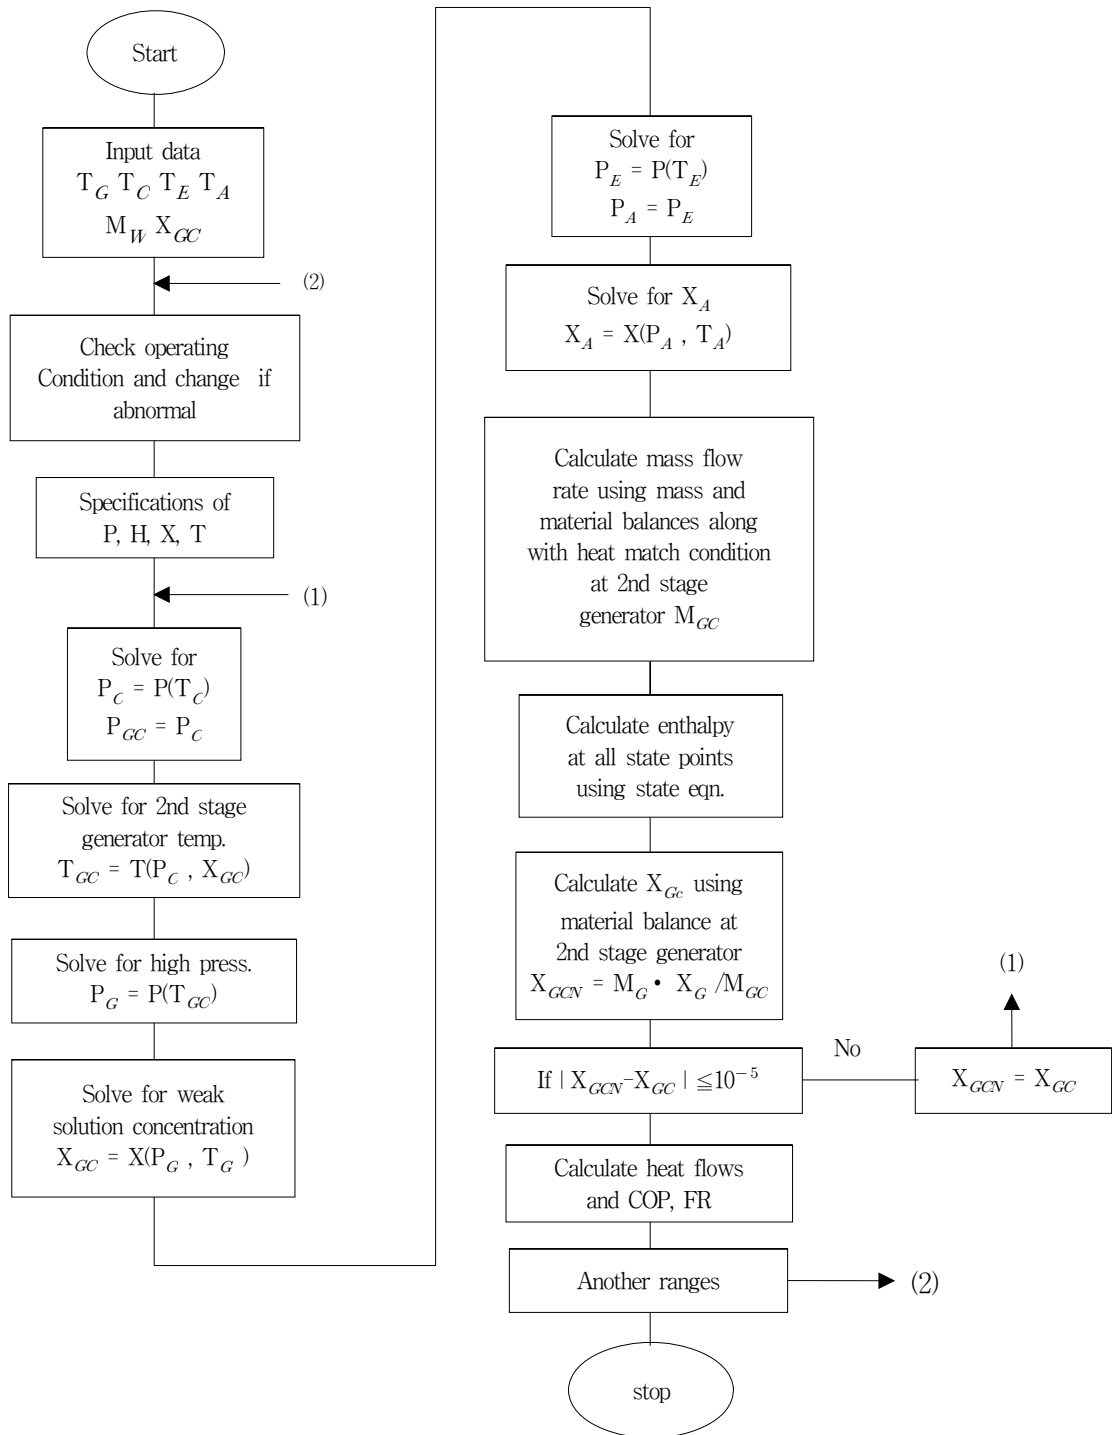 Start
Input data
T_G T_C T_E T_A
M_W X_GC
(2)
Check operating
Condition and change if
abnormal
Specifications of
P, H, X, T
(1)
Solve for
P_C = P(T_C)
P_GC = P_C
Solve for 2nd stage
generator temp.
T_GC = T(P_C , X_GC)
Solve for high press.
P_G = P(T_GC)
Solve for weak
solution concentration
X_GC = X(P_G , T_G )
Solve for
P_E = P(T_E)
P_A = P_E
Solve for X_A
X_A = X(P_A , T_A)
Calculate mass flow
rate using mass and
material balances along
with heat match condition
at 2nd stage
generator M_GC
Calculate enthalpy
at all state points
using state eqn.
Calculate X_Gc using
material balance at
2nd stage generator
X_GCN = M_G • X_G /M_GC
If | X_GCN-X_GC | ≦10⁻⁵
No
X_GCN = X_GC
(1)
Calculate heat flows
and COP, FR
Another ranges
(2)
stop